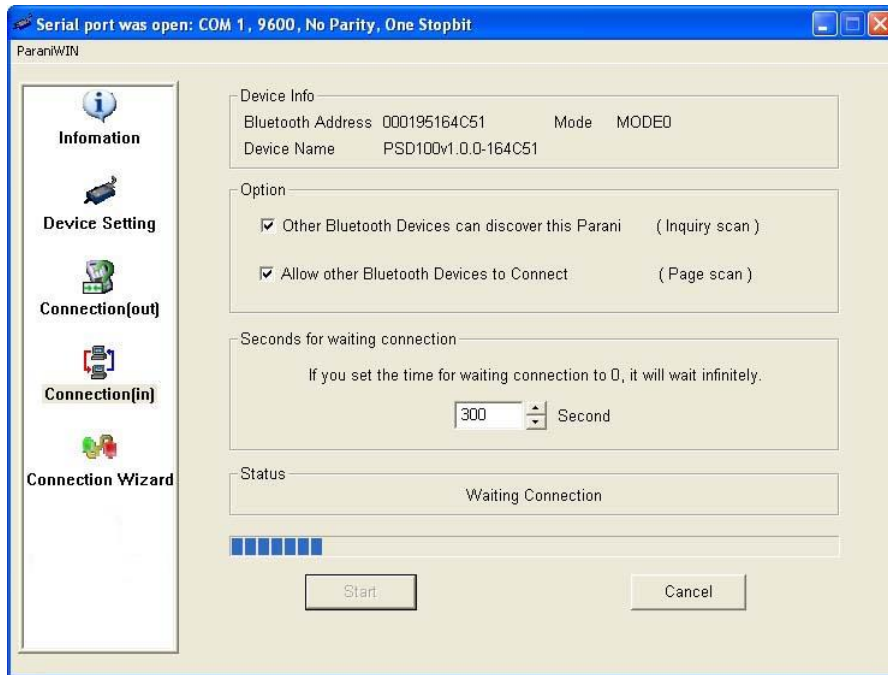 Serial port was open: COM 1, 9600, No Parity, One Stopbit
ParaniWIN
Infomation
Device Setting
Connection(out)
Connection(in)
Connection Wizard
Device Info
Bluetooth Address 000195164C51 Mode MODE0
Device Name PSD100v1.0.0-164C51
Option
Other Bluetooth Devices can discover this Parani ( Inquiry scan )
Allow other Bluetooth Devices to Connect ( Page scan )
Seconds for waiting connection
If you set the time for waiting connection to 0, it will wait infinitely.
300 Second
Status
Waiting Connection
Start Cancel